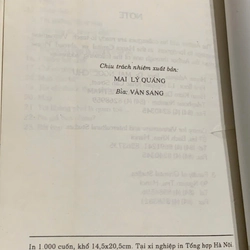 Chịu trách nhiệm xuất bản:
MAI LÝ QUẢNG
Bìa: VĂN SANG
In 1.000 cuốn, khổ 14,5x20,5cm. Tại xí nghiệp in Tổng hợp Hà Nội